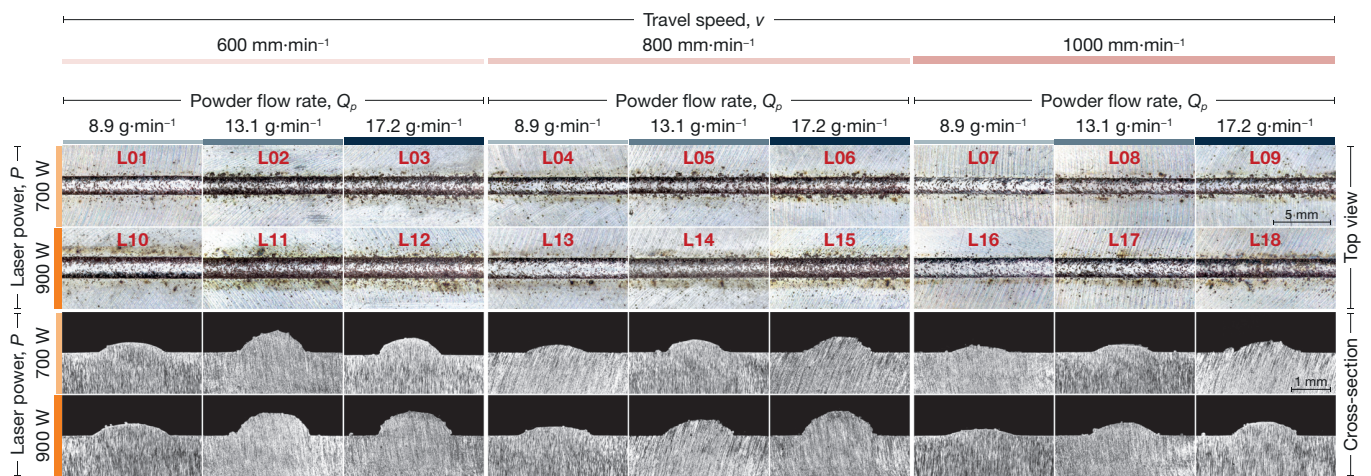 Travel speed, v
600 mm·min⁻¹ 800 mm·min⁻¹ 1000 mm·min⁻¹
Powder flow rate, Qp Powder flow rate, Qp Powder flow rate, Qp
8.9 g·min⁻¹ 13.1 g·min⁻¹ 17.2 g·min⁻¹ 8.9 g·min⁻¹ 13.1 g·min⁻¹ 17.2 g·min⁻¹ 8.9 g·min⁻¹ 13.1 g·min⁻¹ 17.2 g·min⁻¹
Laser power, P
700 W
L01 L02 L03 L04 L05 L06 L07 L08 L09
5 mm
900 W
L10 L11 L12 L13 L14 L15 L16 L17 L18
Top view
Laser power, P
700 W
1 mm
900 W
Cross-section